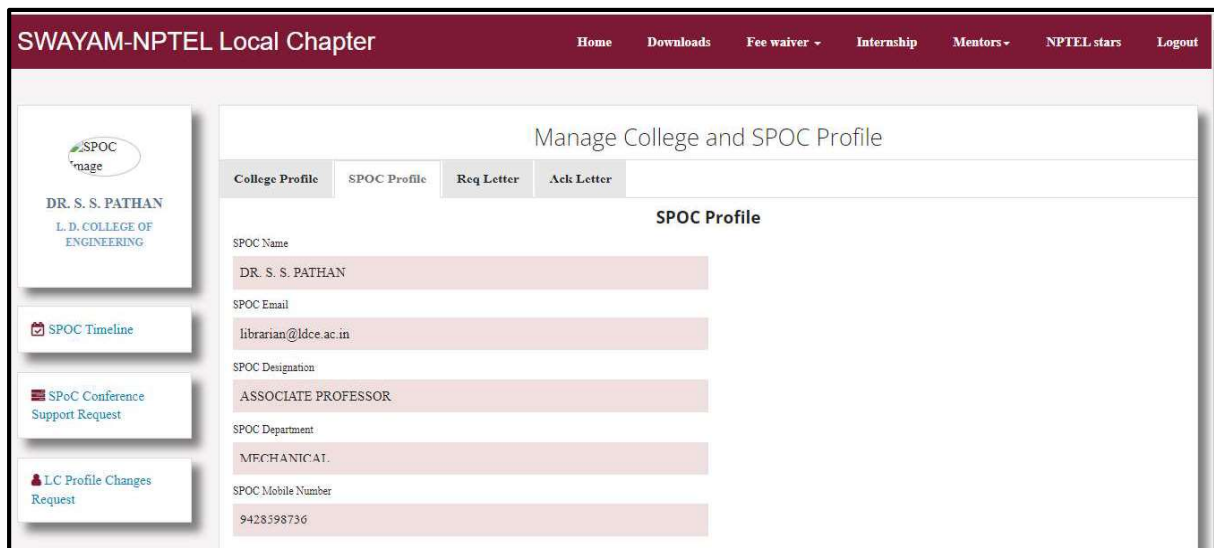 SWAYAM-NPTEL Local Chapter
Home Downloads Fee waiver Internship Mentors NPTEL stars Logout
SPOC
Image
DR. S. S. PATHAN
L. D. COLLEGE OF
ENGINEERING
SPOC Timeline
SPoC Conference
Support Request
LC Profile Changes
Request
Manage College and SPOC Profile
College Profile SPOC Profile Req Letter Ack Letter
SPOC Profile
SPOC Name
DR. S. S. PATHAN
SPOC Email
librarian@ldce.ac.in
SPOC Designation
ASSOCIATE PROFESSOR
SPOC Department
MECHANICAL
SPOC Mobile Number
9428598736